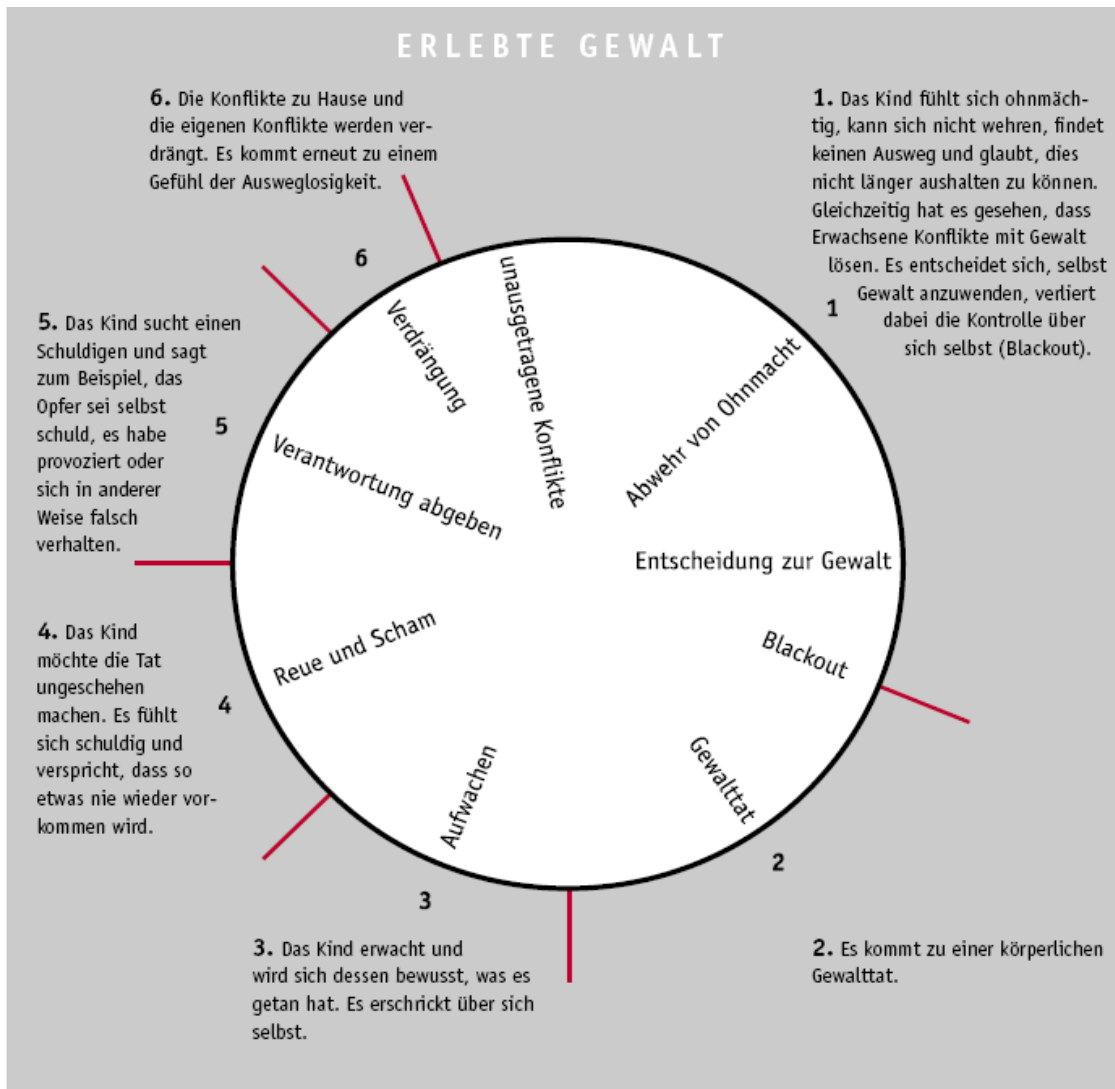 ERLEBTE GEWALT
1. Das Kind fühlt sich ohnmäch-
tig, kann sich nicht wehren, findet
keinen Ausweg und glaubt, dies
nicht länger aushalten zu können.
Gleichzeitig hat es gesehen, dass
Erwachsene Konflikte mit Gewalt
lösen. Es entscheidet sich, selbst
Gewalt anzuwenden, verliert
dabei die Kontrolle über
sich selbst (Blackout).
2. Es kommt zu einer körperlichen
Gewalttat.
3. Das Kind erwacht und
wird sich dessen bewusst, was es
getan hat. Es erschrickt über sich
selbst.
4. Das Kind
möchte die Tat
ungeschehen
machen. Es fühlt
sich schuldig und
verspricht, dass so
etwas nie wieder vor-
kommen wird.
5. Das Kind sucht einen
Schuldigen und sagt
zum Beispiel, das
Opfer sei selbst
schuld, es habe
provoziert oder
sich in anderer
Weise falsch
verhalten.
6. Die Konflikte zu Hause und
die eigenen Konflikte werden ver-
drängt. Es kommt erneut zu einem
Gefühl der Ausweglosigkeit.
1
2
3
4
5
6
unausgetragene Konflikte
Abwehr von Ohnmacht
Entscheidung zur Gewalt
Blackout
Gewalttat
Aufwachen
Reue und Scham
Verantwortung abgeben
Verdrängung